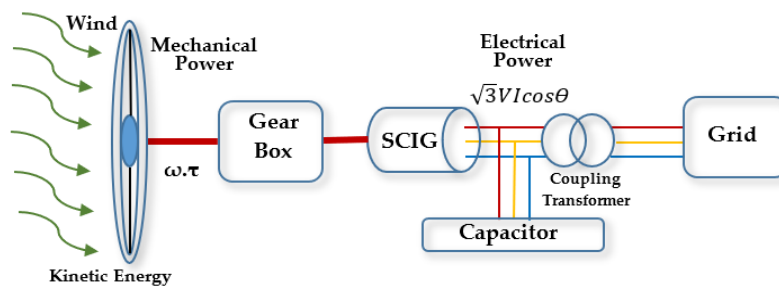 Wind
Mechanical
Power
Electrical
Power
√3VIcosθ
Gear
Box
SCIG
Grid
ω.τ
Coupling
Transformer
Capacitor
Kinetic Energy